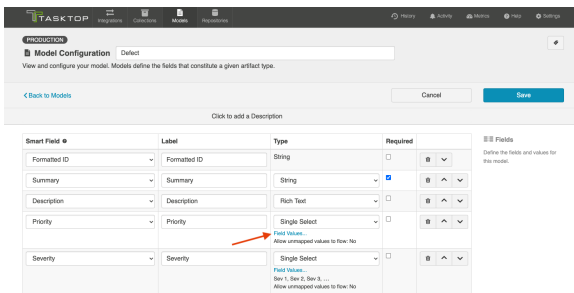 TASKTOP
Integrations
Collections
Models
Repositories
History
Activity
Metrics
Help
Settings
PRODUCTION
Model Configuration
Defect
View and configure your model. Models define the fields that constitute a given artifact type.
Back to Models
Cancel
Save
Click to add a Description
Smart Field
Label
Type
Required
Formatted ID
Formatted ID
String
Summary
Summary
String
Description
Description
Rich Text
Priority
Priority
Single Select
Field Values...
Allow unmapped values to flow: No
Severity
Severity
Single Select
Field Values...
Sev 1, Sev 2, Sev 3, ...
Allow unmapped values to flow: No
Fields
Define the fields and values for
this model.